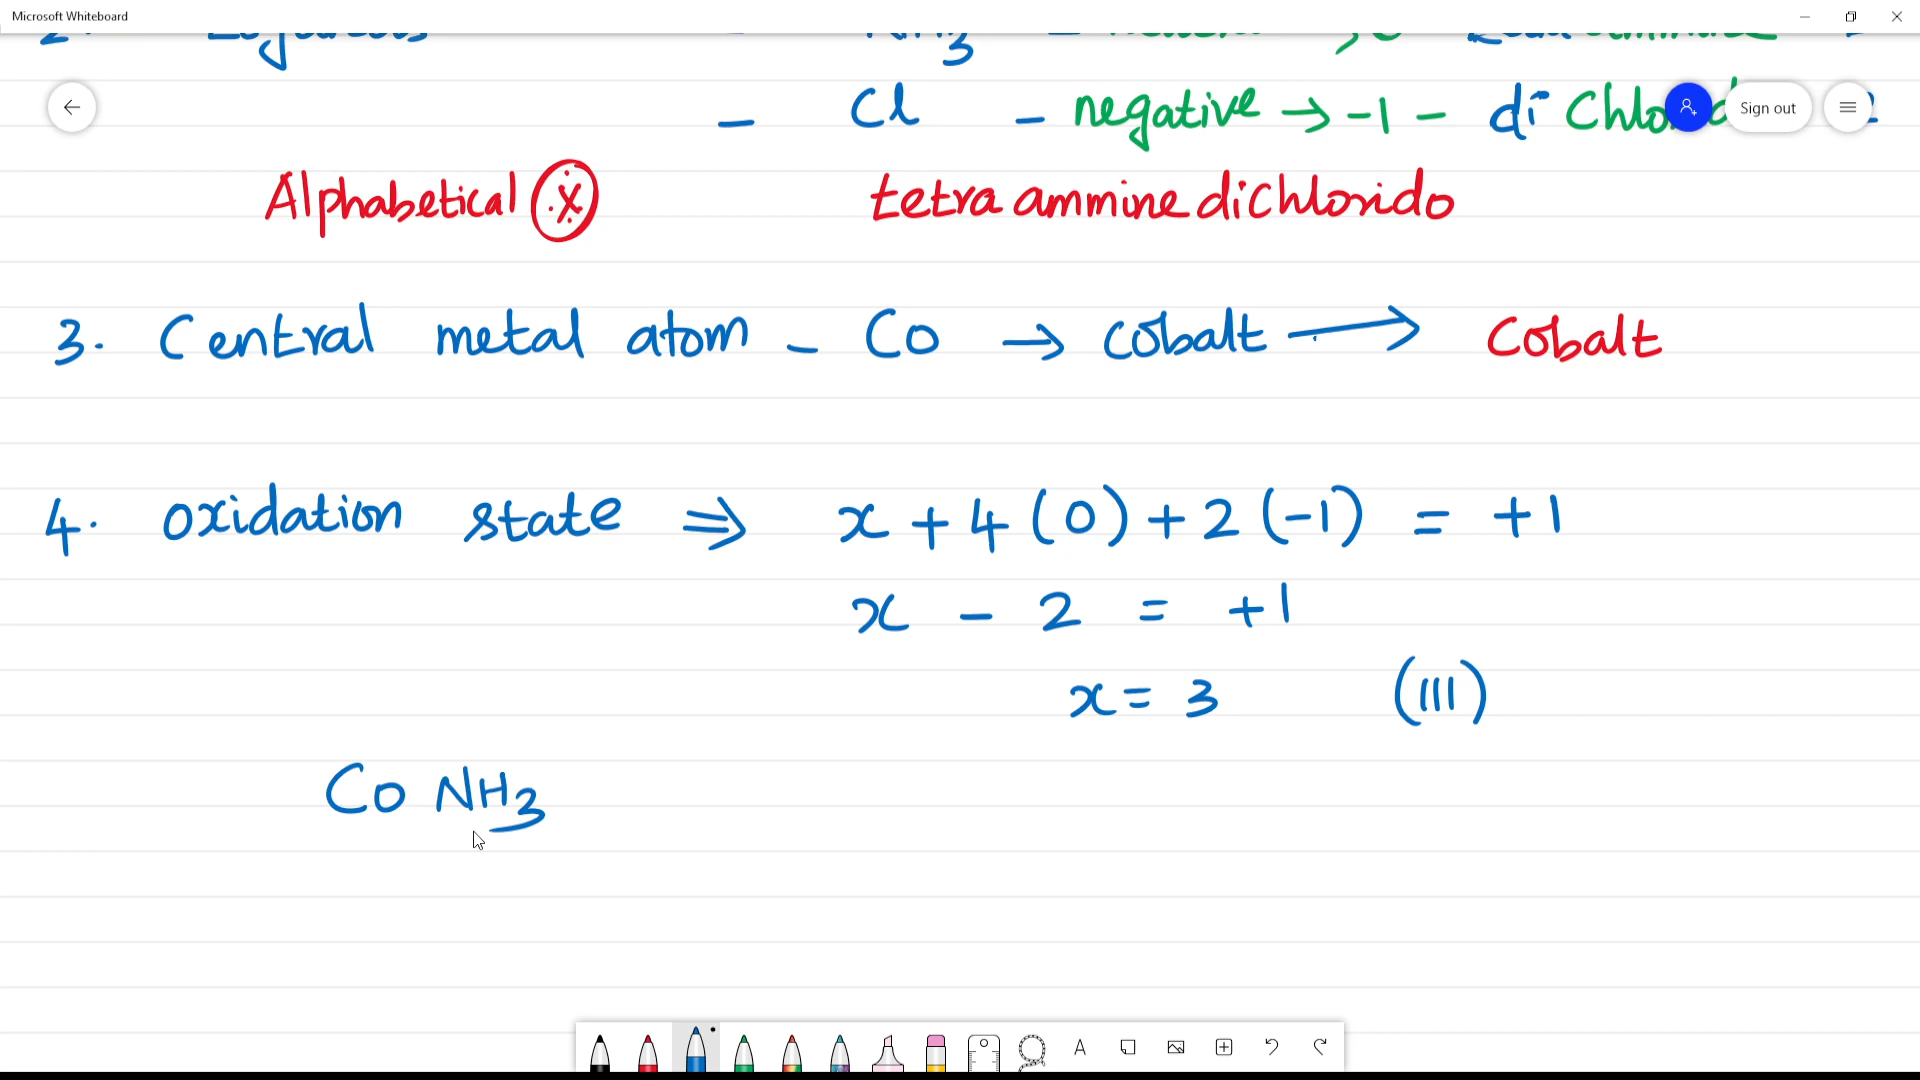 Microsoft Whiteboard
NH3
– Cl – negative → -1 – di
Sign out
Alphabetical tetra ammine dichlorido
3. Central metal atom – Co → cobalt ⟶ Cobalt
4. oxidation state ⇒ x + 4 (0) + 2 (-1) = +1
x - 2 = +1
x = 3 (III)
Co NH3